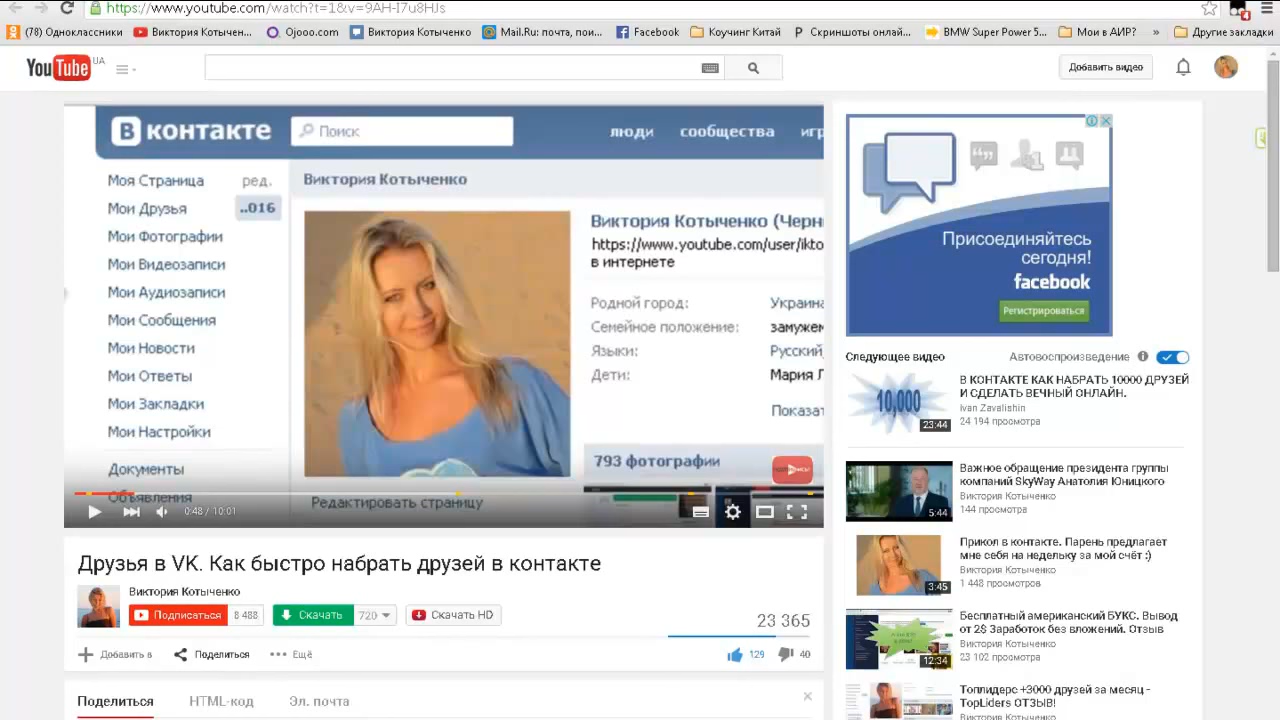 https://www.youtube.com/watch?t=1&v=9AH-I7u8HJs
4
(78) Одноклассники
Виктория Котычен
Ојооо.com
Виктория Котыченко
Mail.Ru: почта, пои...
Facebook
Коучинг Китай
Скриншоты онлай...
BMW Super Power 5...
Мои в АИР?
»
Другие закладки
YouTube UA
Добавить видео
В контакте
Поиск
люди
сообщества
игр
Моя Страница
ред.
Мои Друзья
..016
Мои Фотографии
Мои Видеозаписи
Мои Аудиозаписи
Мои Сообщения
Мои Новости
Мои Ответы
Мои Закладки
Мои Настройки
Документы
Объявления
Виктория Котыченко
Редактировать страницу
Виктория Котыченко (Черн
https://www.youtube.com/user/ikto
в интернете
Родной город:
Украина
Семейное положение:
замужем
Языки:
Русский
Дети:
Мария Л
Показат
793 фотографии
0:48 / 10:01
Друзья в VK. Как быстро набрать друзей в контакте
Виктория Котыченко
Подписаться
8 488
Скачать
720
Скачать HD
23 365
Добавить в
Поделиться
Ещё
129
40
Поделиться
Эл. почта
Присоединяйтесь
сегодня!
facebook
Регистрироваться
Следующее видео
Автовоспроизведение
10,000
23:44
В КОНТАКТЕ КАК НАБРАТЬ 10000 ДРУЗЕЙ
И СДЕЛАТЬ ВЕЧНЫЙ ОНЛАЙН.
Ivan Zavalishin
24 194 просмотра
5:44
Важное обращение президента группы
компаний SkyWay Анатолия Юницкого
Виктория Котыченко
144 просмотра
3:45
Прикол в контакте. Парень предлагает
мне себя на недельку за мой счёт :)
Виктория Котыченко
1 448 просмотров
12:34
Бесплатный американский БУКС. Вывод
от 2$ Заработок без вложений. Отзыв
Виктория Котыченко
23 102 просмотра
Топлидерс +1000 друзей за месяц -
TopLiders ОТЗЫВ!
Виктория Котыченко